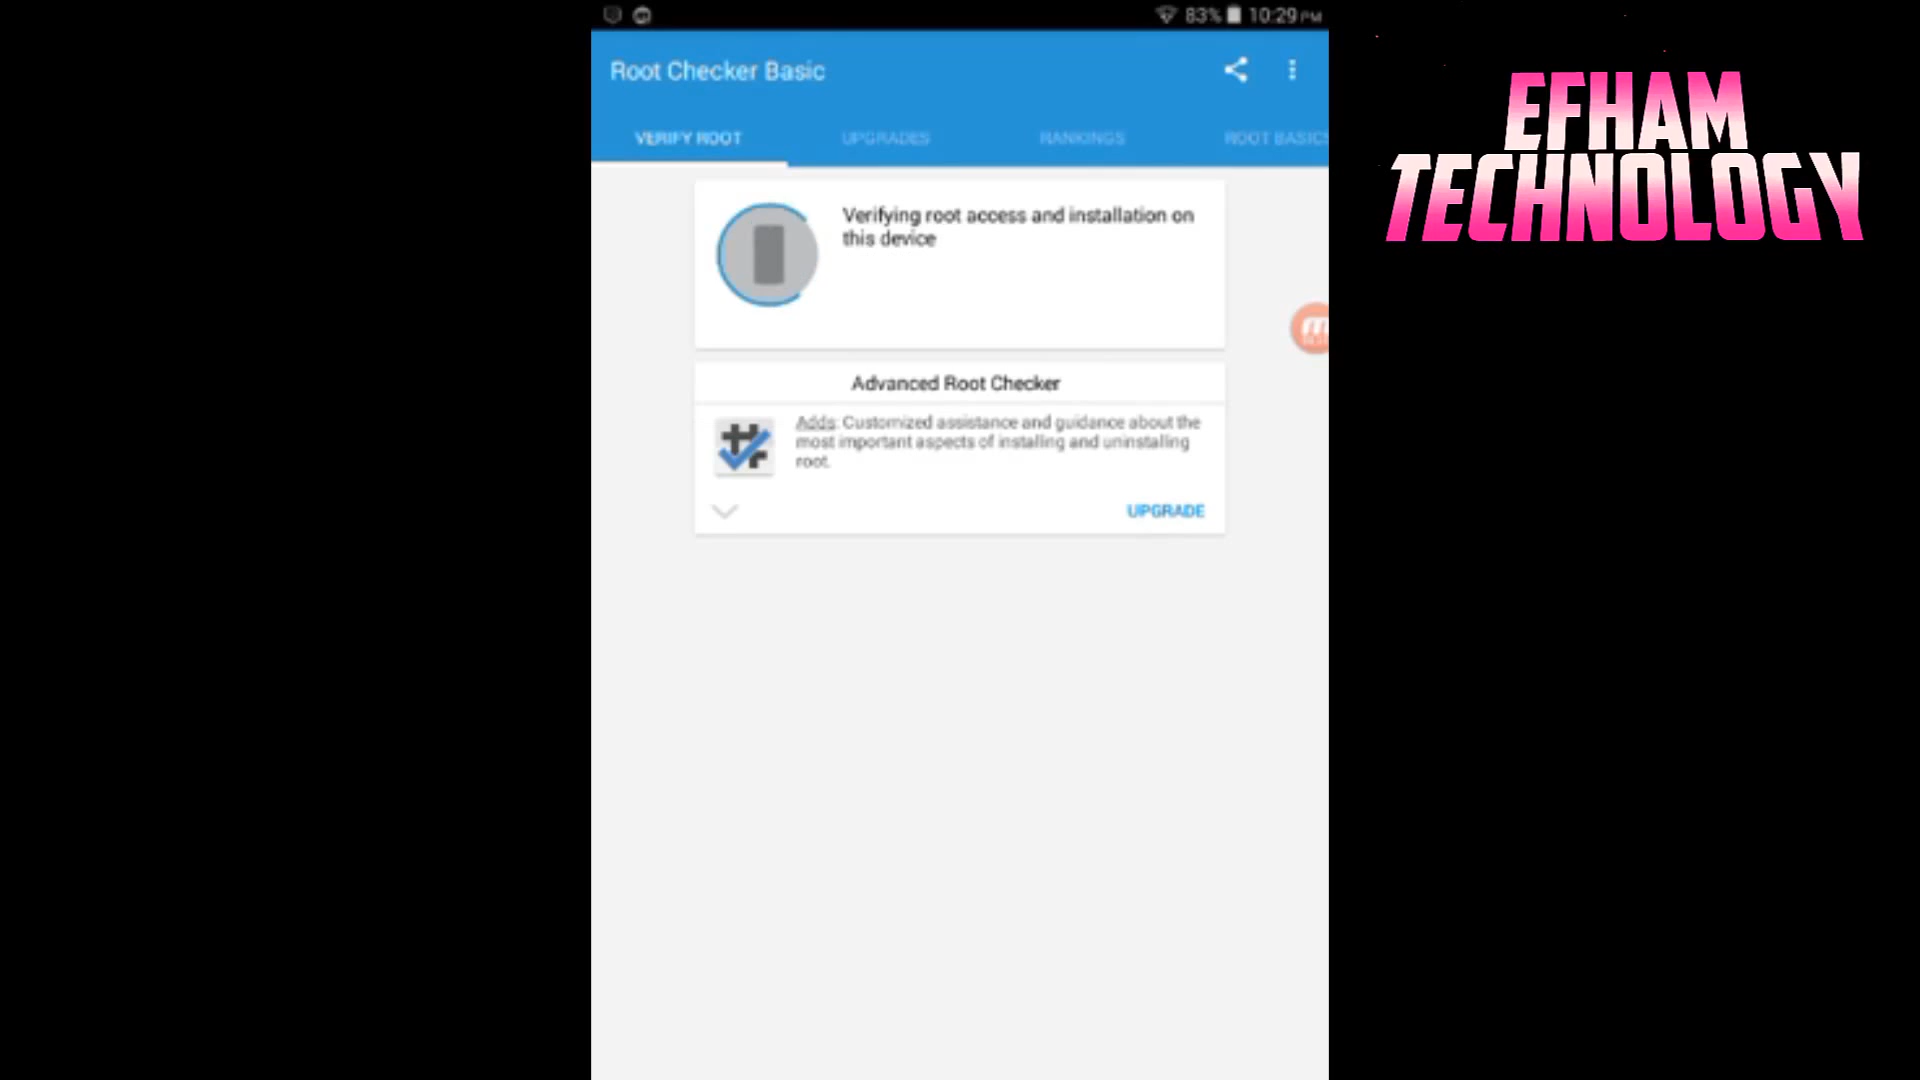 83% 10:29 PM
Root Checker Basic
VERIFY ROOT UPGRADES RANKINGS ROOT BASICS
Verifying root access and installation on
this device
Advanced Root Checker
Adds: Customized assistance and guidance about the
most important aspects of installing and uninstalling
root.
UPGRADE
EFHAM
TECHNOLOGY